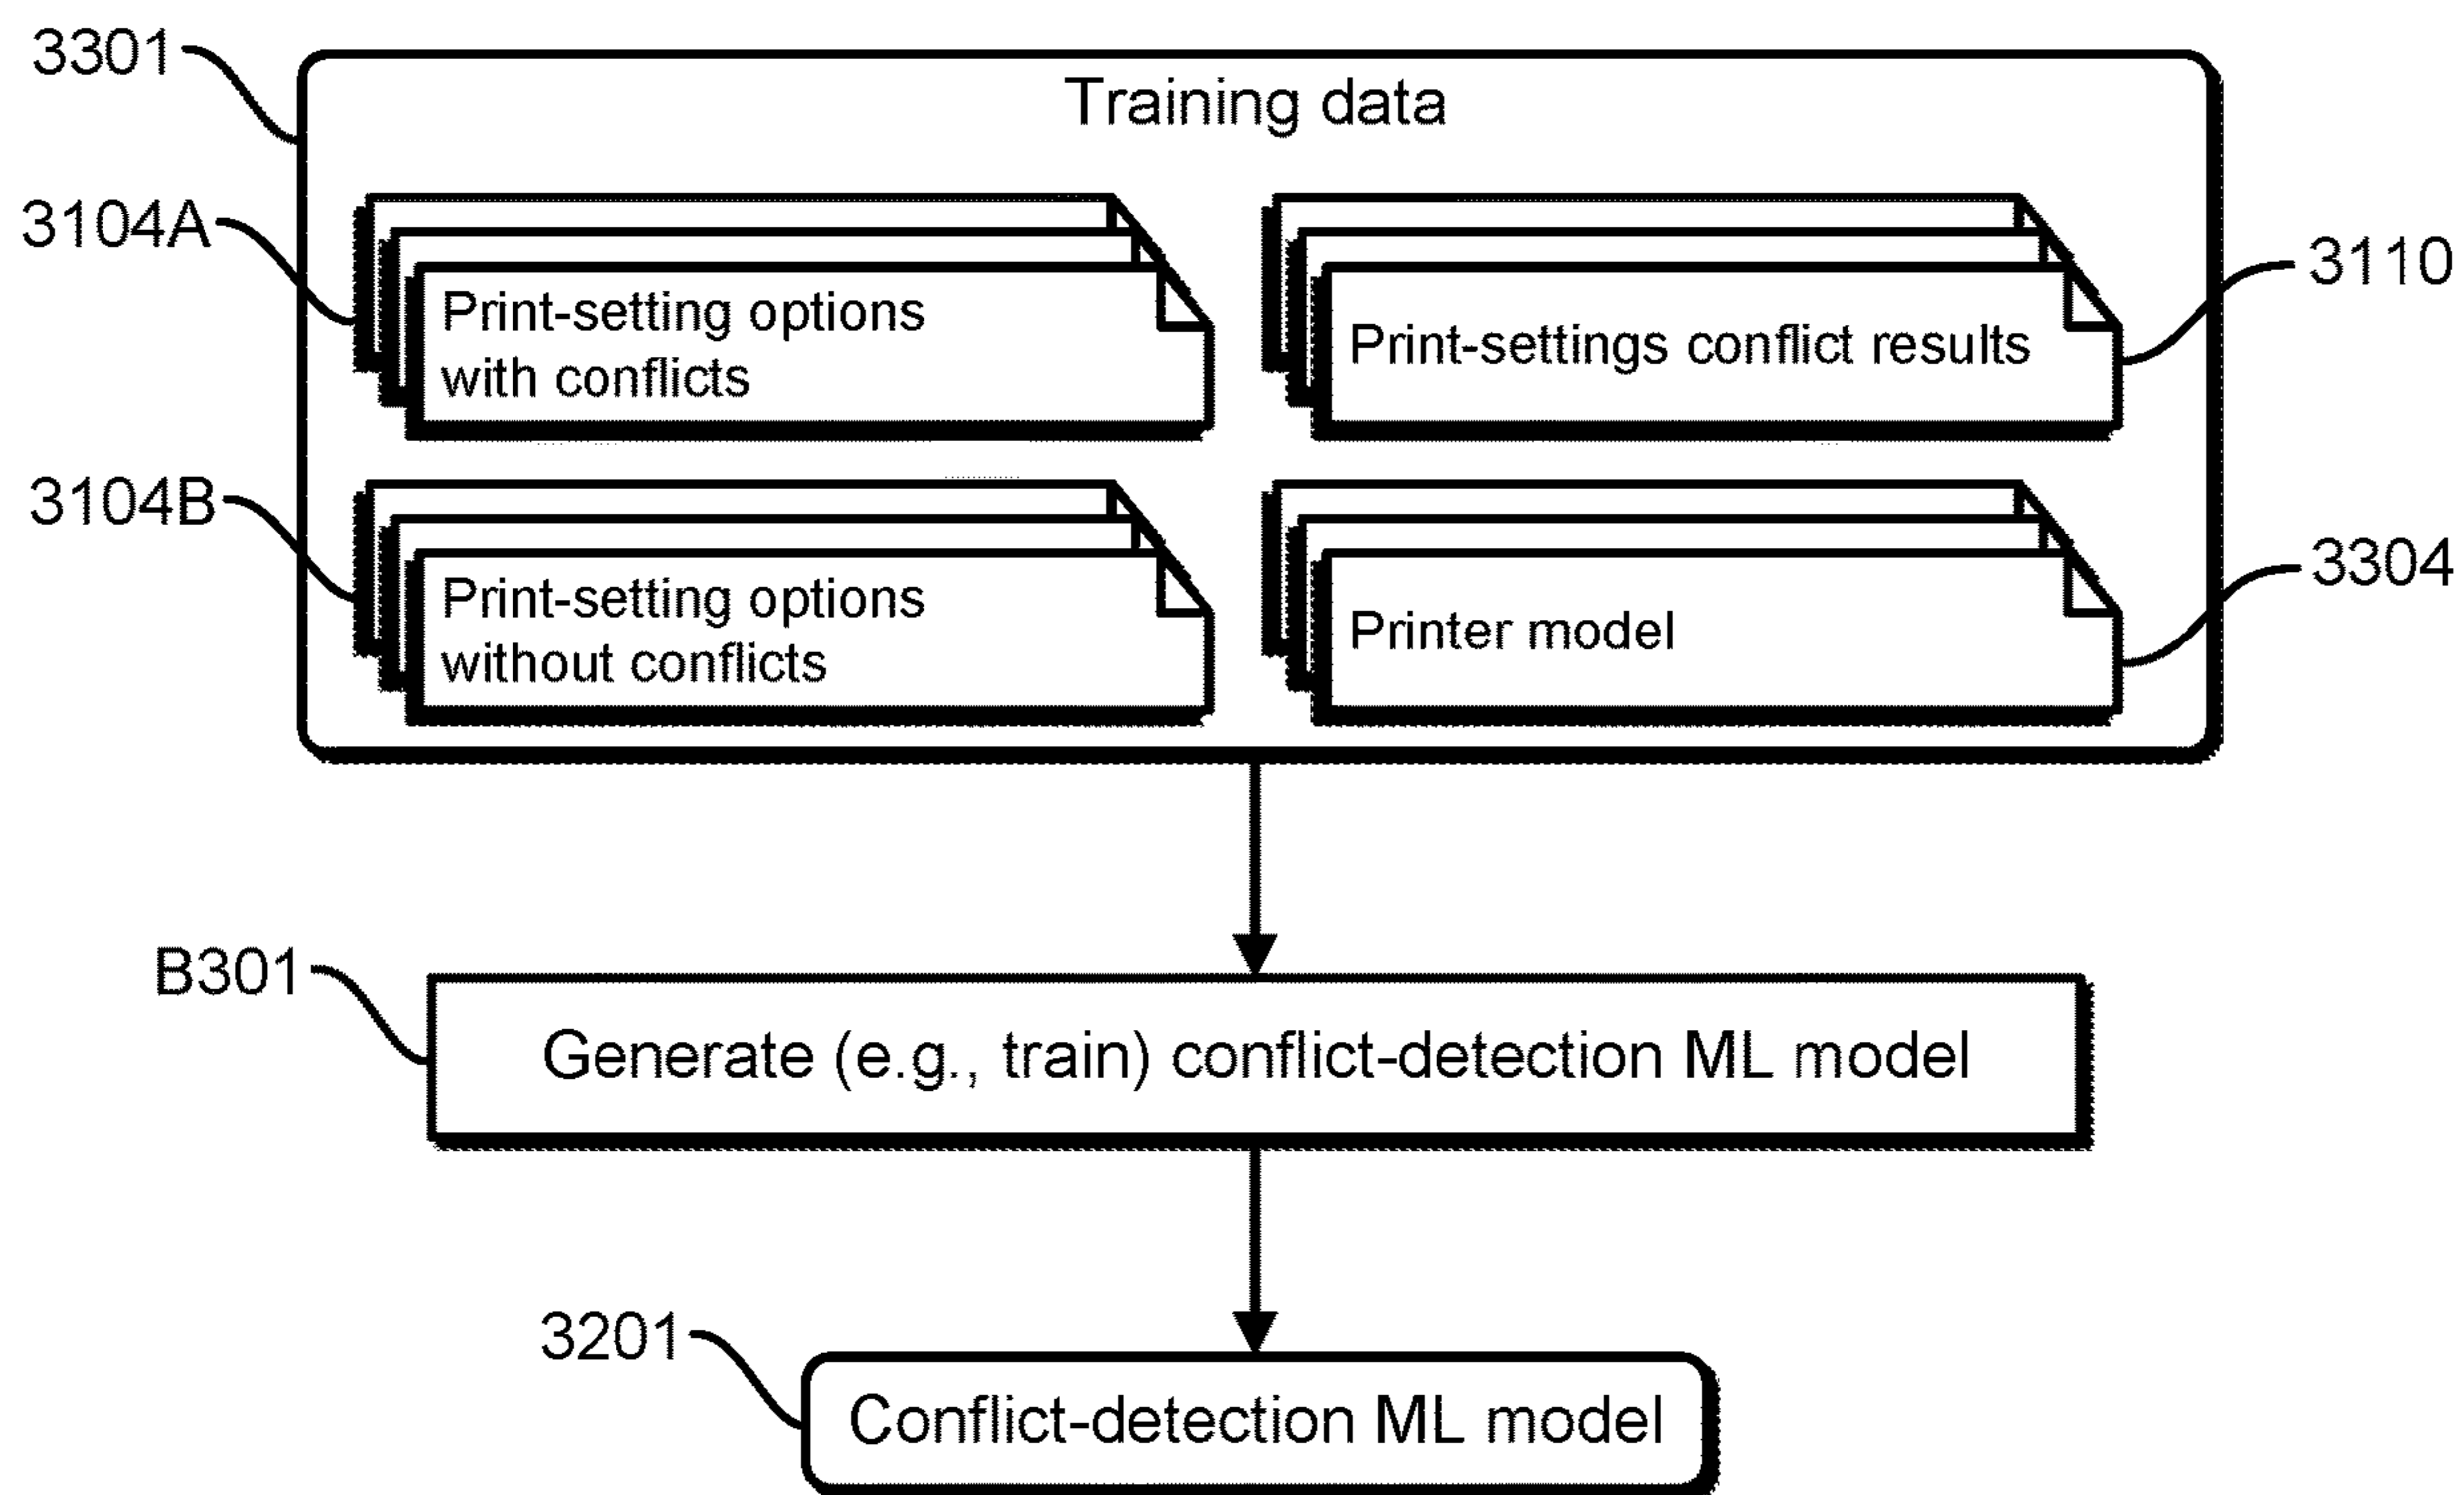 3301
Training data
3104A
Print-setting options
with conflicts
Print-settings conflict results
3110
3104B
Print-setting options
without conflicts
Printer model
3304
B301
Generate (e.g., train) conflict-detection ML model
3201
Conflict-detection ML model